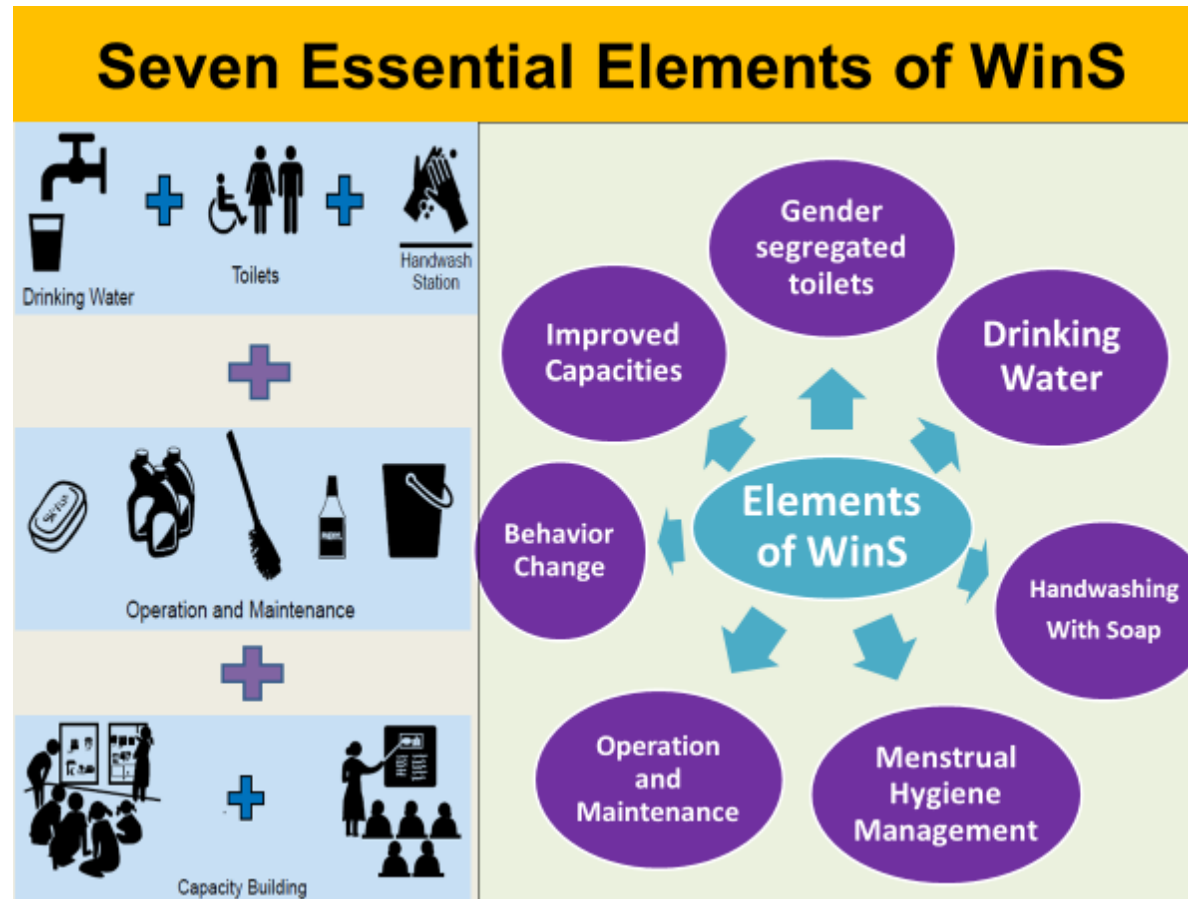 Seven Essential Elements of WinS
Drinking Water
Toilets
Handwash
Station
Operation and Maintenance
Capacity Building
Gender
segregated
toilets
Improved
Capacities
Drinking
Water
Elements
of WinS
Behavior
Change
Handwashing
With Soap
Operation
and
Maintenance
Menstrual
Hygiene
Management